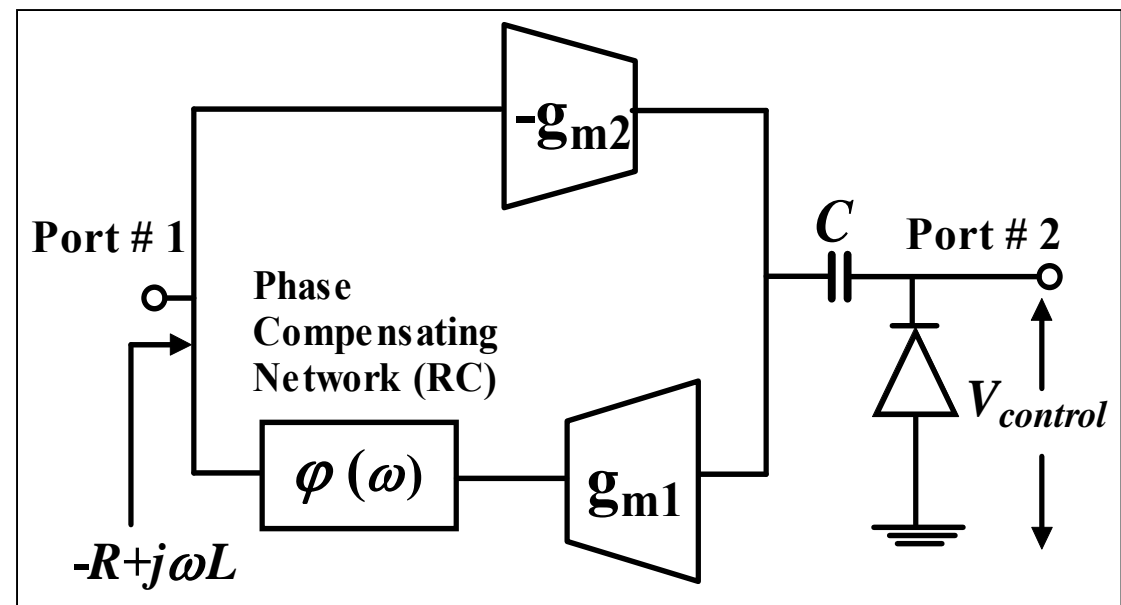 -gm2
Port # 1
C
Port # 2
Phase
Compensating
Network (RC)
Vcontrol
φ (ω)
gm1
-R+jωL